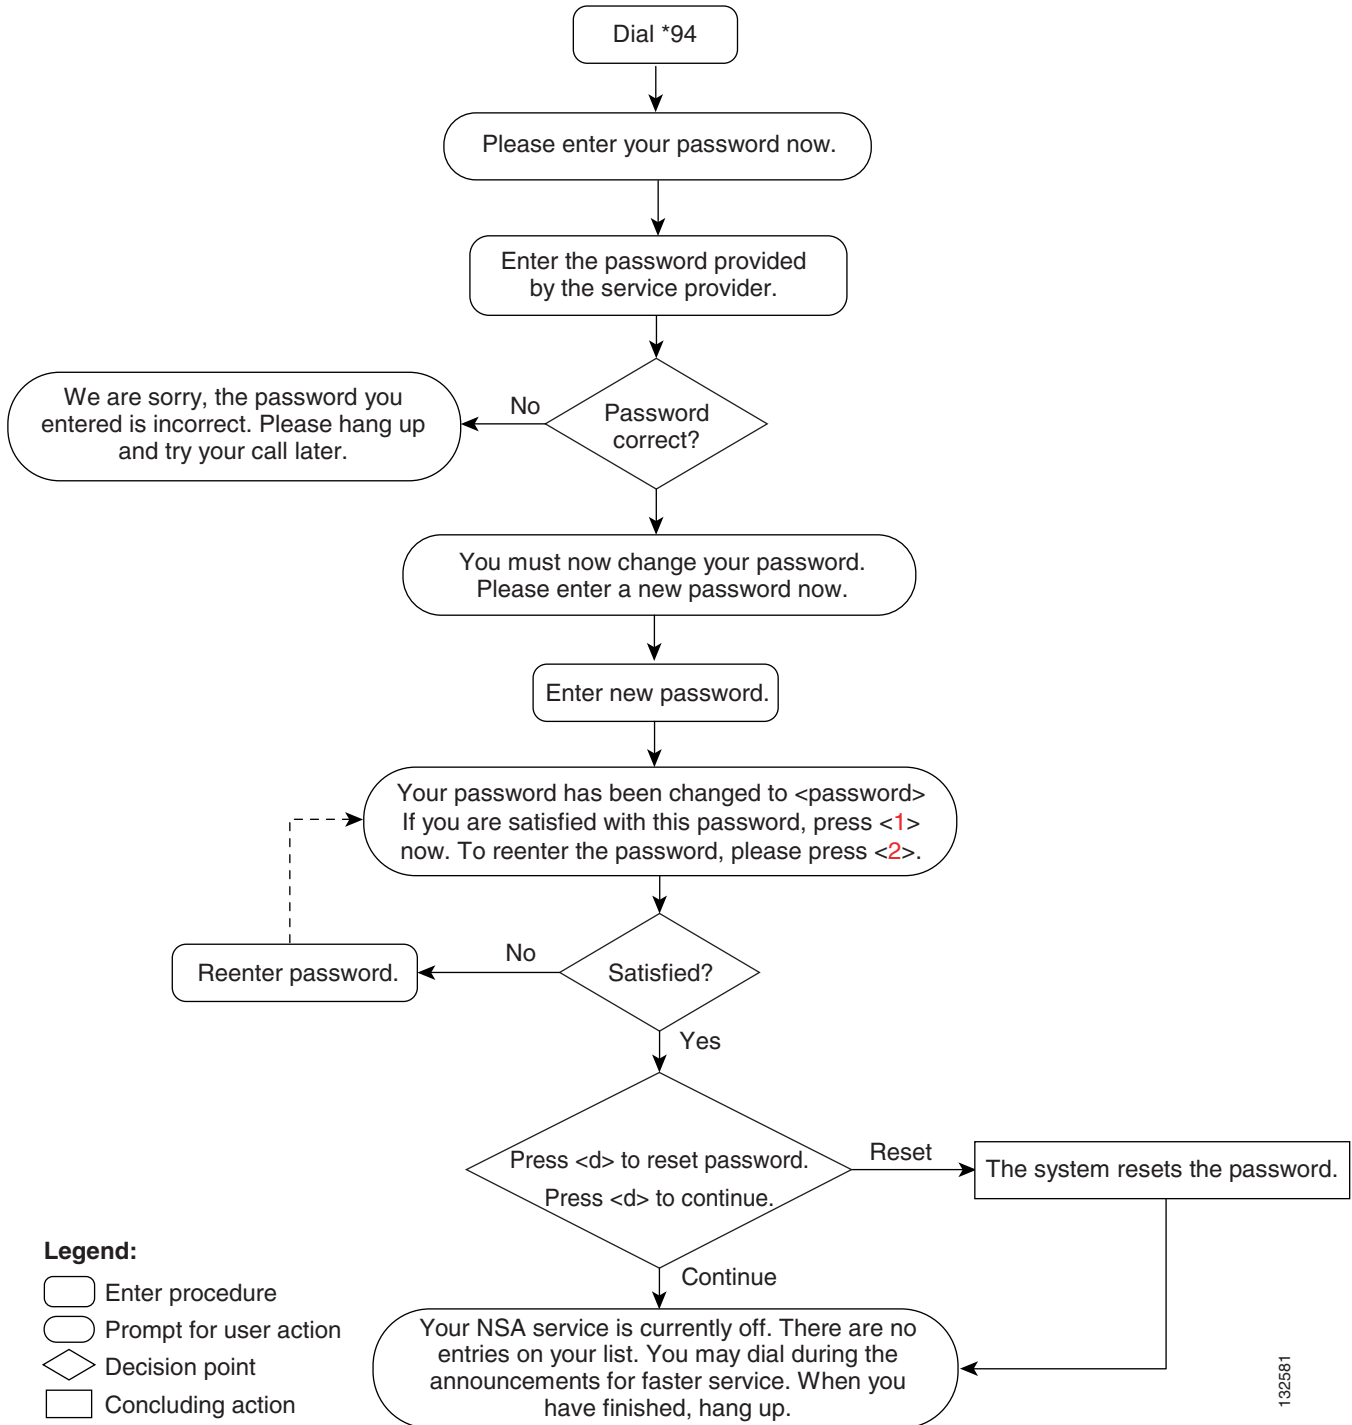 Dial *94
Please enter your password now.
Enter the password provided
by the service provider.
We are sorry, the password you
entered is incorrect. Please hang up
and try your call later.
No
Password
correct?
You must now change your password.
Please enter a new password now.
Enter new password.
Your password has been changed to <password>
If you are satisfied with this password, press <1>
now. To reenter the password, please press <2>.
Reenter password.
No
Satisfied?
Yes
Press <d> to reset password.
Press <d> to continue.
Reset
The system resets the password.
Continue
Your NSA service is currently off. There are no
entries on your list. You may dial during the
announcements for faster service. When you
have finished, hang up.
Legend:
Enter procedure
Prompt for user action
Decision point
Concluding action
132581